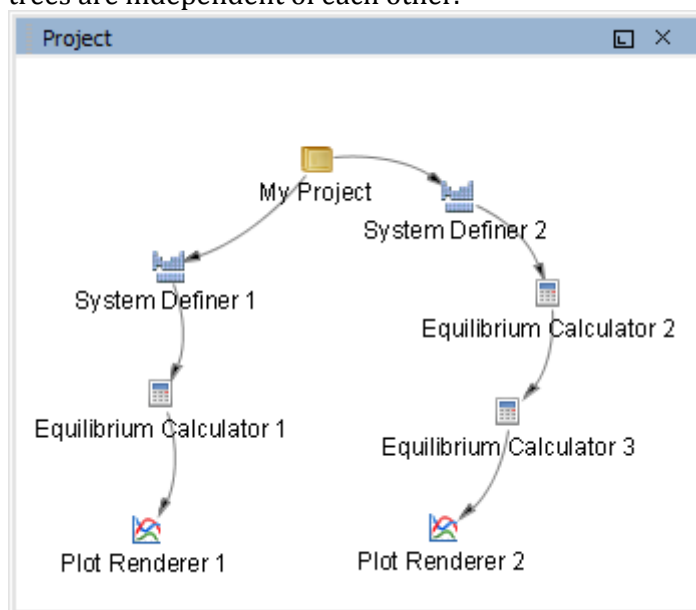 trees are independent of each other.
Project
My Project
System Definer 2
System Definer 1
Equilibrium Calculator 2
Equilibrium Calculator 1
Equilibrium Calculator 3
Plot Renderer 1
Plot Renderer 2